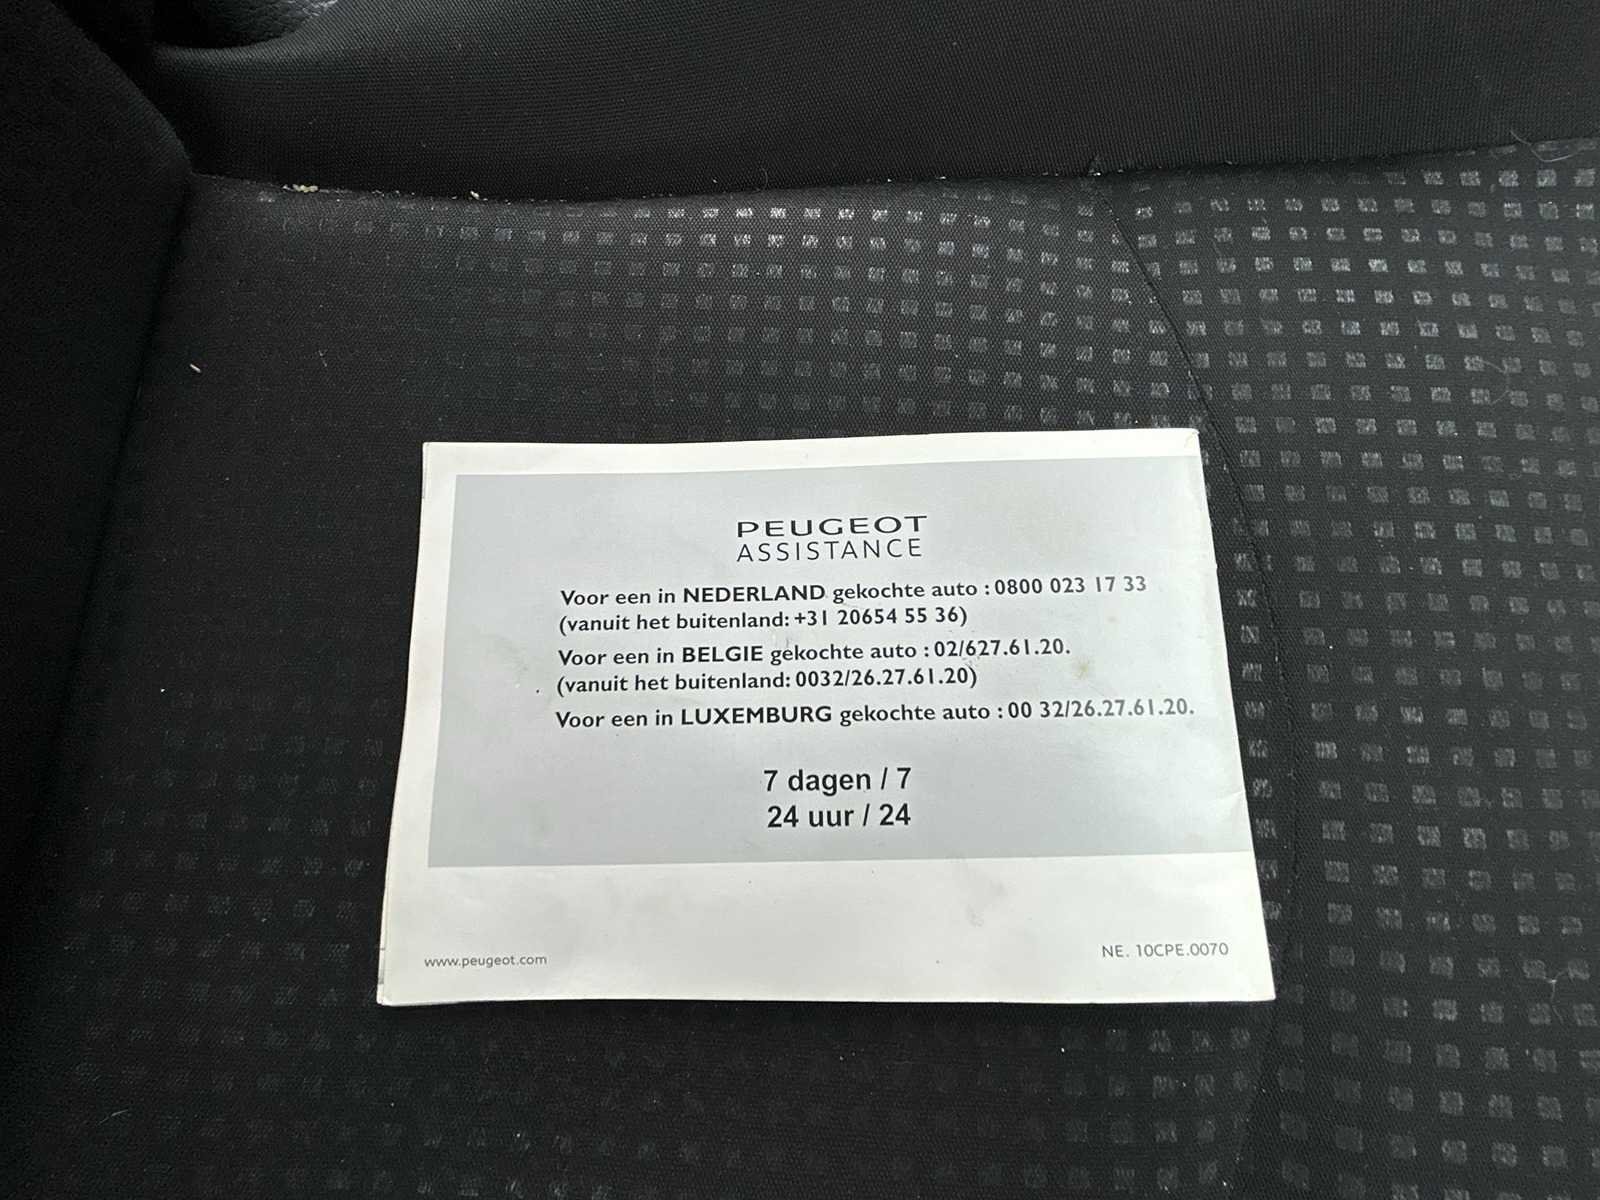 PEUGEOT
ASSISTANCE
Voor een in NEDERLAND gekochte auto : 0800 023 17 33
(vanuit het buitenland: +31 20654 55 36)
Voor een in BELGIE gekochte auto : 02/627.61.20.
(vanuit het buitenland: 0032/26.27.61.20)
Voor een in LUXEMBURG gekochte auto : 00 32/26.27.61.20.
7 dagen / 7
24 uur / 24
www.peugeot.com
NE. 10CPE.0070